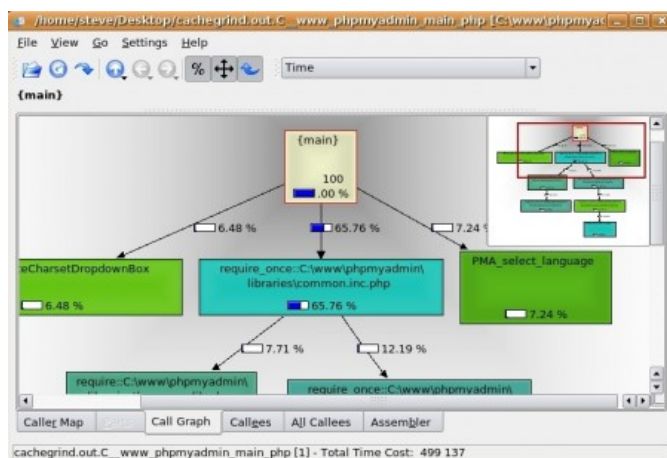 /home/steve/Desktop/cachegrind.out.C__www_phpmyadmin_main_php [C:\www\phpmyac
File View Go Settings Help
% Time
{main}
{main}
100
.00 %
6.48 % 65.76 % 7.24 %
eCharsetDropdownBox
6.48 %
require_once::C:\www\phpmyadmin\
libraries\common.inc.php
65.76 %
PMA_select_language
7.24 %
7.71 % 12.19 %
require::C:\www\phpmyadmin\
require_once::C:\www\phpmyadmin\
Caller Map Call Graph Callees All Callees Assembler
cachegrind.out.C__www_phpmyadmin_main_php [1] - Total Time Cost: 499 137